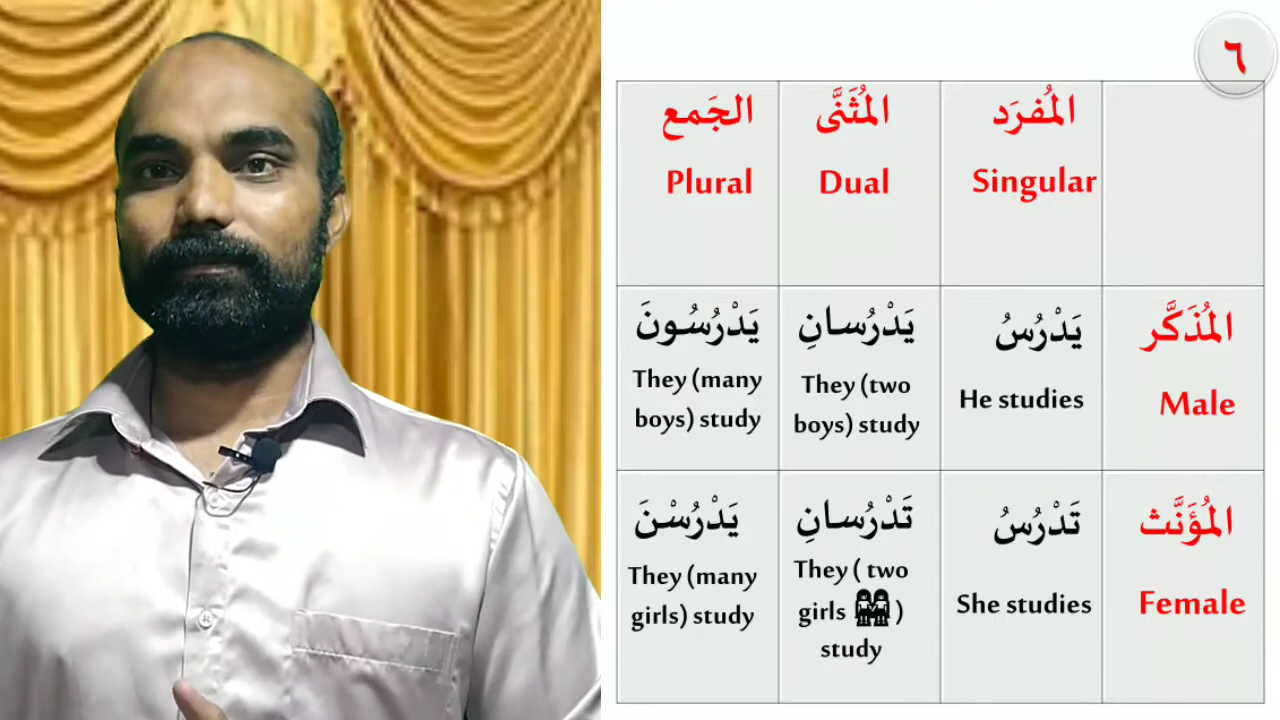 ٦
المُفرَد
المُثَنَّى
الجَمع
Singular
Dual
Plural
المُذَكَّر
Male
يَدْرُسُ
He studies
يَدْرُسانِ
They (two
boys) study
يَدْرُسُونَ
They (many
boys) study
المُؤَنَّث
Female
تَدْرُسُ
She studies
تَدْرُسانِ
They ( two
girls 👭 )
study
يَدْرُسْنَ
They (many
girls) study